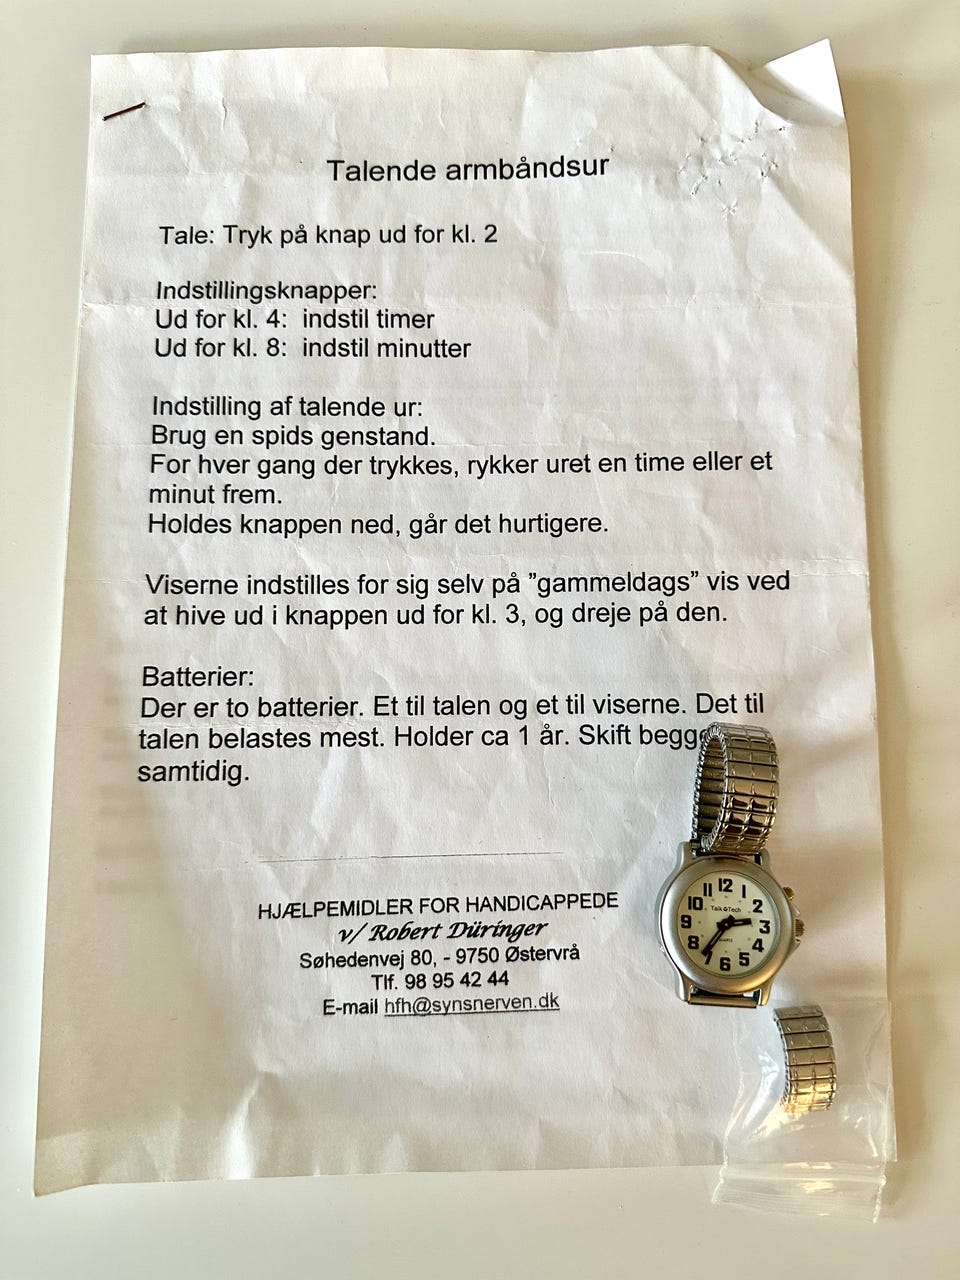 Talende armbåndsur
Tale: Tryk på knap ud for kl. 2
Indstillingsknapper:
Ud for kl. 4: indstil timer
Ud for kl. 8: indstil minutter
Indstilling af talende ur:
Brug en spids genstand.
For hver gang der trykkes, rykker uret en time eller et
minut frem.
Holdes knappen ned, går det hurtigere.
Viserne indstilles for sig selv på ”gammeldags” vis ved
at hive ud i knappen ud for kl. 3, og dreje på den.
Batterier:
Der er to batterier. Et til talen og et til viserne. Det til
talen belastes mest. Holder ca 1 år. Skift begge
samtidig.
HJÆLPEMIDLER FOR HANDICAPPEDE
v/ Robert Düringer
Søhedenvej 80, - 9750 Østervrå
Tlf. 98 95 42 44
E-mail hfh@synsnerven.dk
12
11 1
10 2
Talk Tech
9 3
8 4
QUARTZ
7 5
6